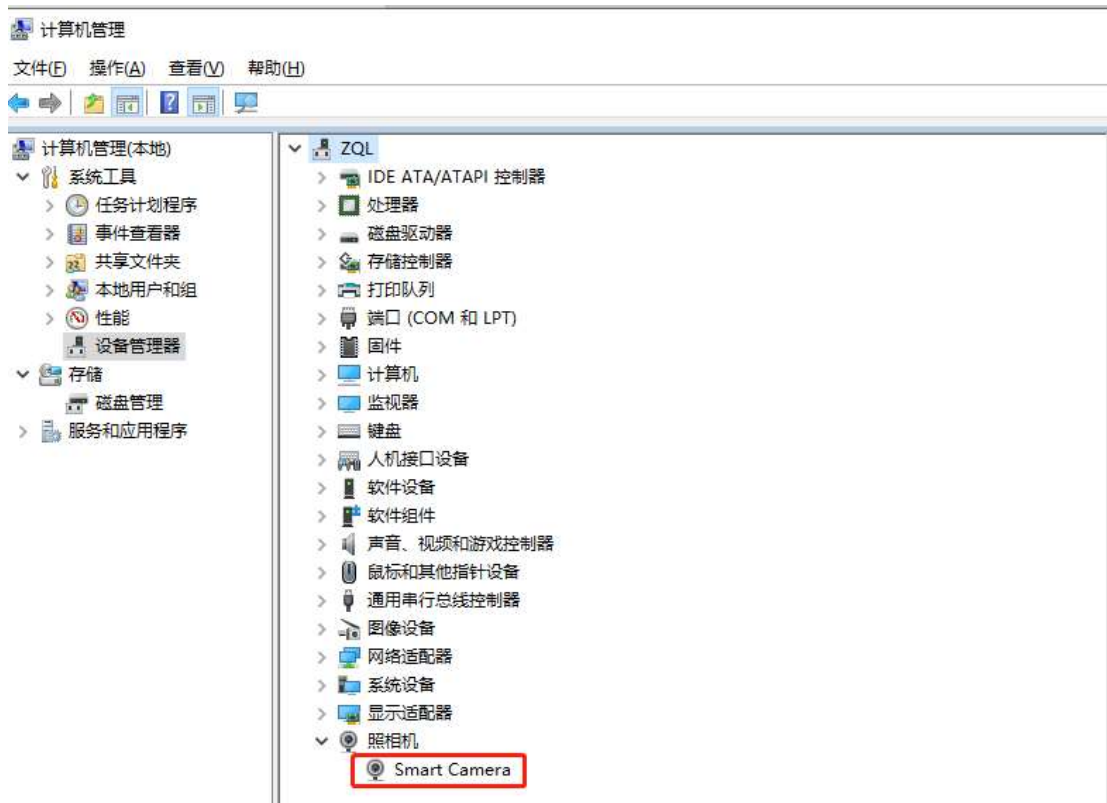 计算机管理
文件(F) 操作(A) 查看(V) 帮助(H)
计算机管理(本地)
系统工具
任务计划程序
事件查看器
共享文件夹
本地用户和组
性能
设备管理器
存储
磁盘管理
服务和应用程序
ZQL
IDE ATA/ATAPI 控制器
处理器
磁盘驱动器
存储控制器
打印队列
端口 (COM 和 LPT)
固件
计算机
监视器
键盘
人机接口设备
软件设备
软件组件
声音、视频和游戏控制器
鼠标和其他指针设备
通用串行总线控制器
图像设备
网络适配器
系统设备
显示适配器
照相机
Smart Camera